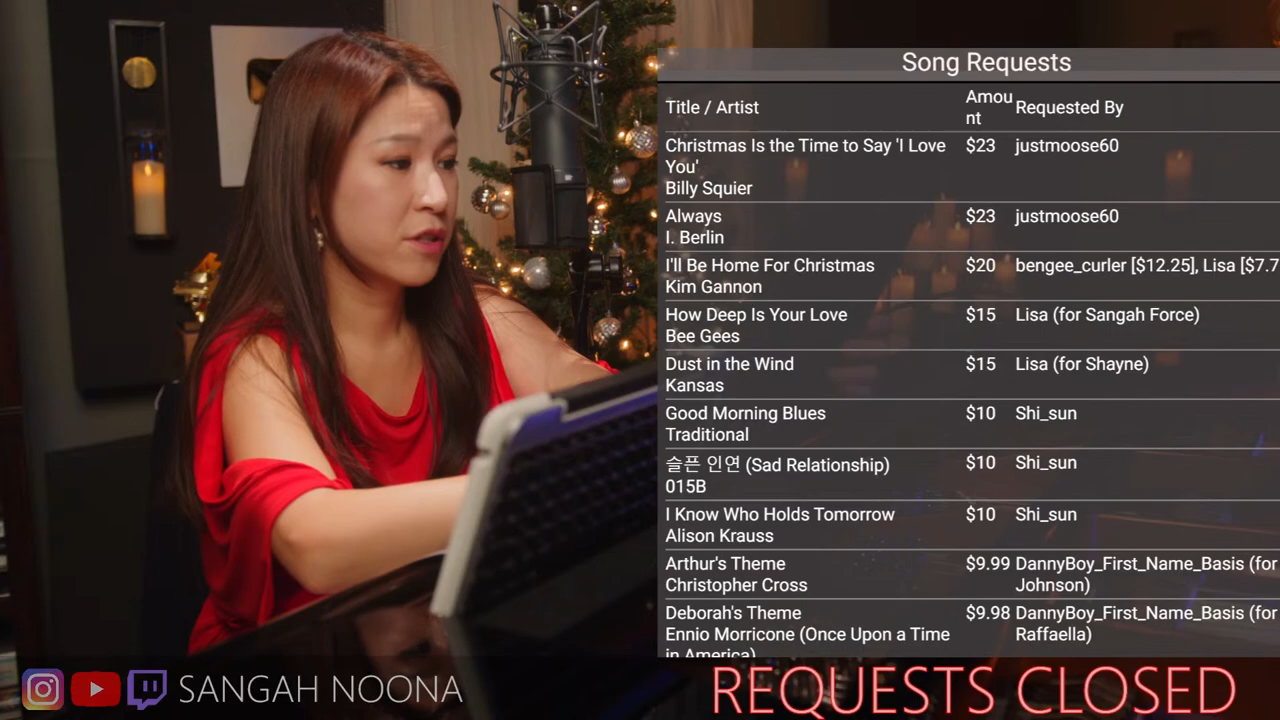 Song Requests
Title / Artist
Amou
nt
Requested By
Christmas Is the Time to Say 'I Love
You'
Billy Squier
$23
justmoose60
Always
I. Berlin
$23
justmoose60
I'll Be Home For Christmas
Kim Gannon
$20
bengee_curler [$12.25], Lisa [$7.7
How Deep Is Your Love
Bee Gees
$15
Lisa (for Sangah Force)
Dust in the Wind
Kansas
$15
Lisa (for Shayne)
Good Morning Blues
Traditional
$10
Shi_sun
슬픈 인연 (Sad Relationship)
015B
$10
Shi_sun
I Know Who Holds Tomorrow
Alison Krauss
$10
Shi_sun
Arthur's Theme
Christopher Cross
$9.99
DannyBoy_First_Name_Basis (for
Johnson)
Deborah's Theme
Ennio Morricone (Once Upon a Time
in America)
$9.98
DannyBoy_First_Name_Basis (for
Raffaella)
SANGAH NOONA
REQUESTS CLOSED